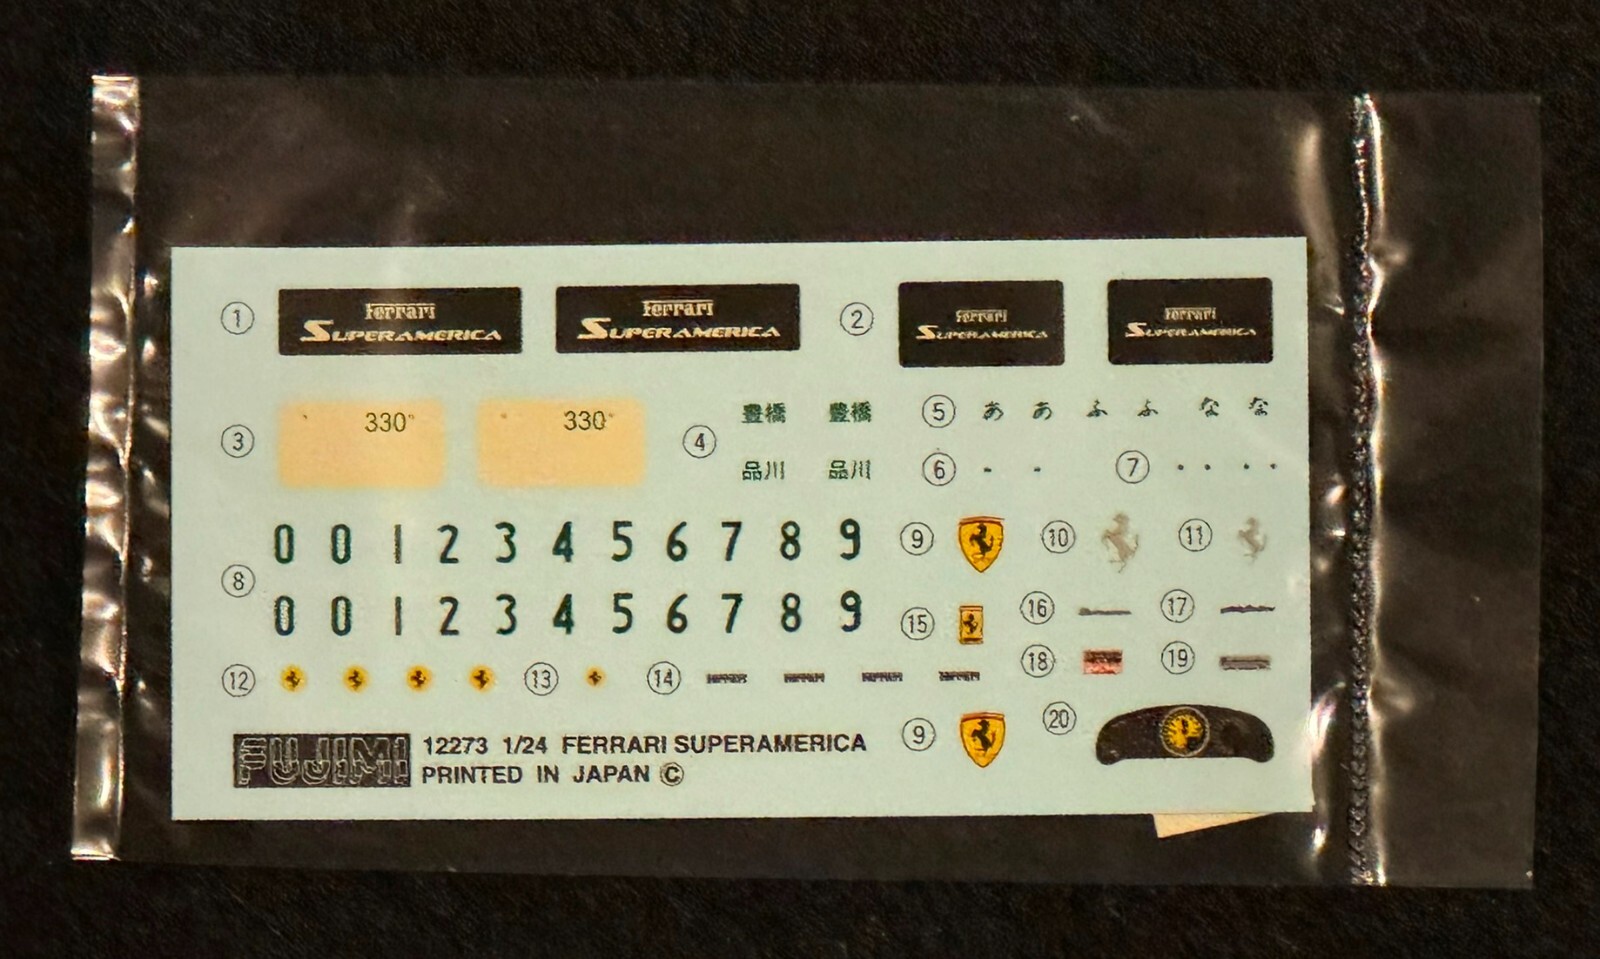 ① Ferrari SUPERAMERICA Ferrari SUPERAMERICA ② Ferrari SUPERAMERICA Ferrari SUPERAMERICA
③ 330 330 ④ 豊橋 豊橋 ⑤ あ あ ふ ふ な な
品川 品川 ⑥ ⑦
⑧ 0 0 1 2 3 4 5 6 7 8 9 ⑨ ⑩ ⑪
0 0 1 2 3 4 5 6 7 8 9 ⑮ ⑯ ⑰
⑱ ⑲
⑫ ⑬ ⑭ Ferrari Ferrari Ferrari Ferrari
⑨ ⑳
FUJIMI 12273 1/24 FERRARI SUPERAMERICA
PRINTED IN JAPAN ©